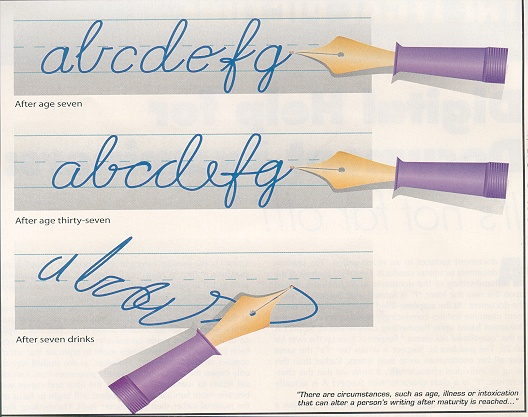 abcdefg
After age seven
abcdefg
After age thirty-seven
After seven drinks
"There are circumstances, such as age, illness or intoxication
that can alter a person's writing after maturity is reached..."